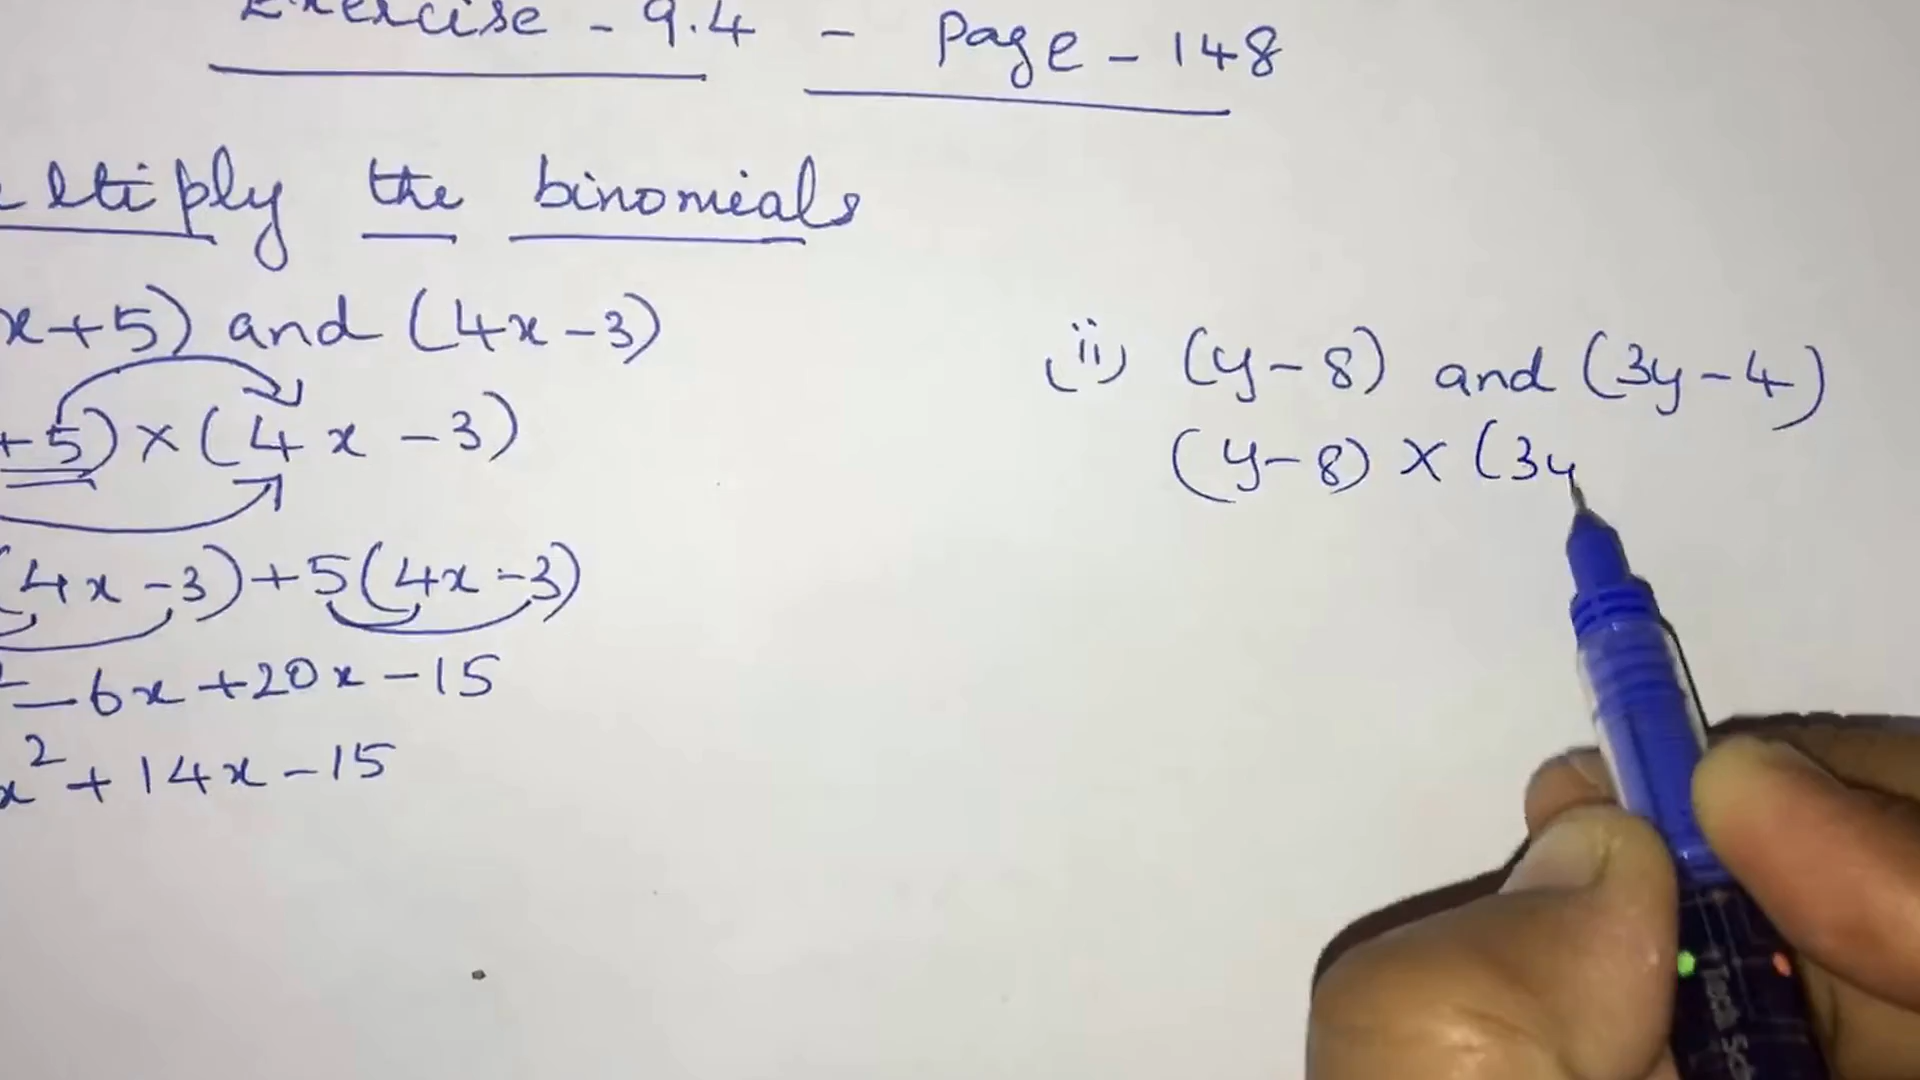 Exercise - 9.4 - Page - 148
ltiply the binomials
x+5) and (4x-3)
+5)×(4x-3)
(4x-3)+5(4x-3)
2-6x+20x-15
x²+14x-15
(ii) (y-8) and (3y-4)
(y-8)×(3y